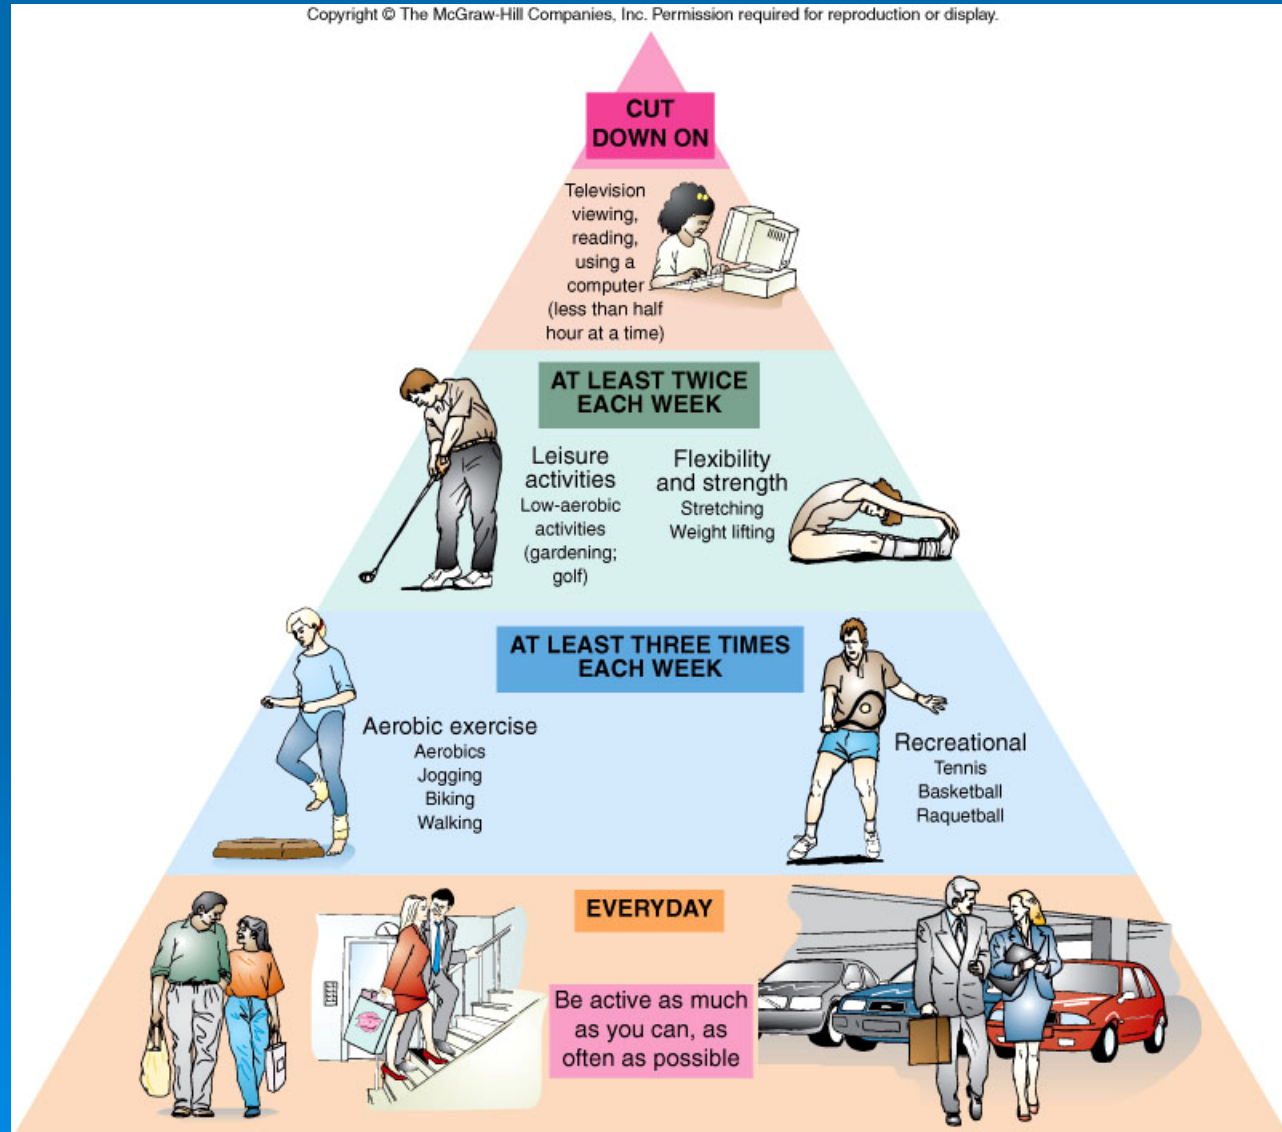 Copyright © The McGraw-Hill Companies, Inc. Permission required for reproduction or display.
CUT
DOWN ON
Television
viewing,
reading,
using a
computer
(less than half
hour at a time)
AT LEAST TWICE
EACH WEEK
Leisure
activities
Low-aerobic
activities
(gardening;
golf)
Flexibility
and strength
Stretching
Weight lifting
AT LEAST THREE TIMES
EACH WEEK
Aerobic exercise
Aerobics
Jogging
Biking
Walking
Recreational
Tennis
Basketball
Raquetball
EVERYDAY
Be active as much
as you can, as
often as possible